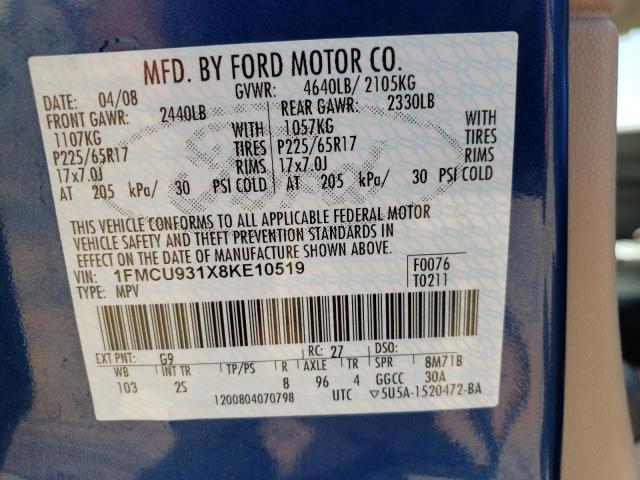 MFD. BY FORD MOTOR CO.
DATE: 04/08 GVWR: 4640LB/ 2105KG
FRONT GAWR: 2440LB REAR GAWR: 2330LB
1107KG WITH 1057KG WITH
P225/65R17 TIRES P225/65R17 TIRES
17x7.0J RIMS 17x7.0J RIMS
AT 205 kPa/ 30 PSI COLD AT 205 kPa/ 30 PSI COLD
THIS VEHICLE CONFORMS TO ALL APPLICABLE FEDERAL MOTOR
VEHICLE SAFETY AND THEFT PREVENTION STANDARDS IN
EFFECT ON THE DATE OF MANUFACTURE SHOWN ABOVE.
VIN: 1FMCU931X8KE10519 F0076
TYPE: MPV T0211
EXT PNT: G9 RC: 27 DSO:
WB INT TR TP/PS R AXLE TR SPR 8M71B
103 2S 8 96 4 GGCC 30A
1200804070798 UTC ▽5U5A-1520472-BA
Ford